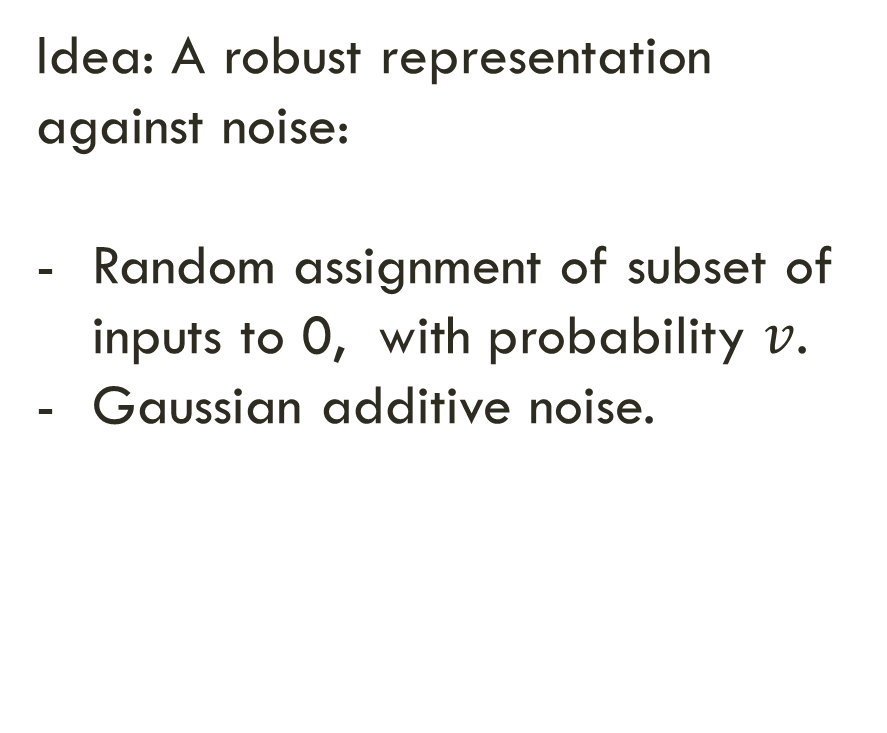 Idea: A robust representation
against noise:
- Random assignment of subset of
inputs to 0, with probability 𝑣.
- Gaussian additive noise.